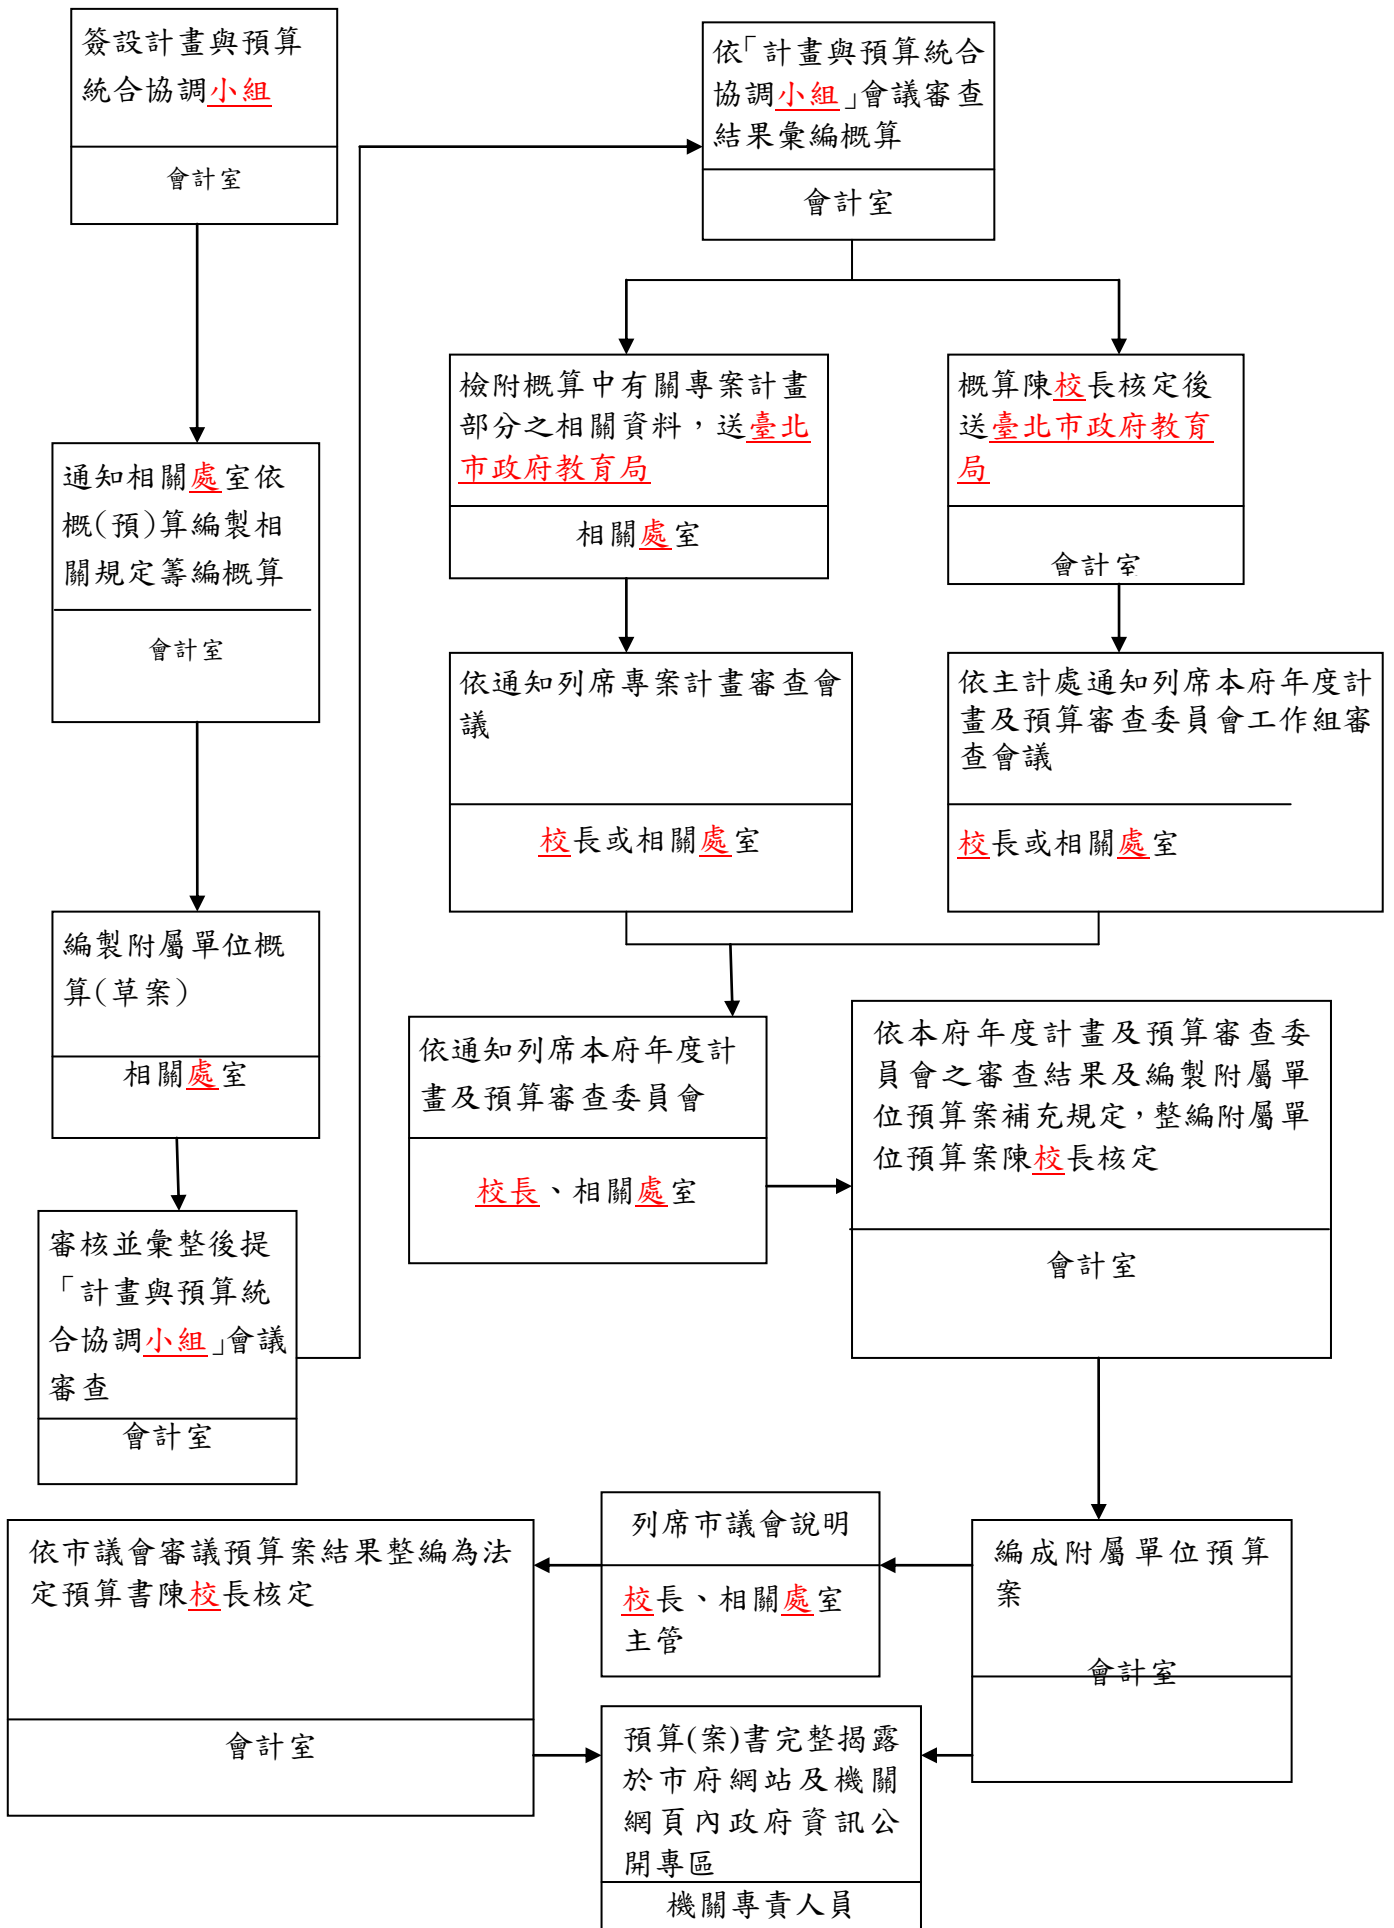 簽設計畫與預算
統合協調小組
會計室
通知相關處室依
概(預)算編製相
關規定籌編概算
會計室
編製附屬單位概
算(草案)
相關處室
審核並彙整後提
「計畫與預算統
合協調小組」會議
審查
會計室
依「計畫與預算統合
協調小組」會議審查
結果彙編概算
會計室
檢附概算中有關專案計畫
部分之相關資料，送臺北
市政府教育局
相關處室
概算陳校長核定後
送臺北市政府教育
局
會計室
依通知列席專案計畫審查會
議
校長或相關處室
依主計處通知列席本府年度計
畫及預算審查委員會工作組審
查會議
校長或相關處室
依通知列席本府年度計
畫及預算審查委員會
校長、相關處室
依本府年度計畫及預算審查委
員會之審查結果及編製附屬單
位預算案補充規定，整編附屬單
位預算案陳校長核定
會計室
編成附屬單位預算
案
會計室
列席市議會說明
校長、相關處室
主管
依市議會審議預算案結果整編為法
定預算書陳校長核定
會計室
預算(案)書完整揭露
於市府網站及機關
網頁內政府資訊公
開專區
機關專責人員